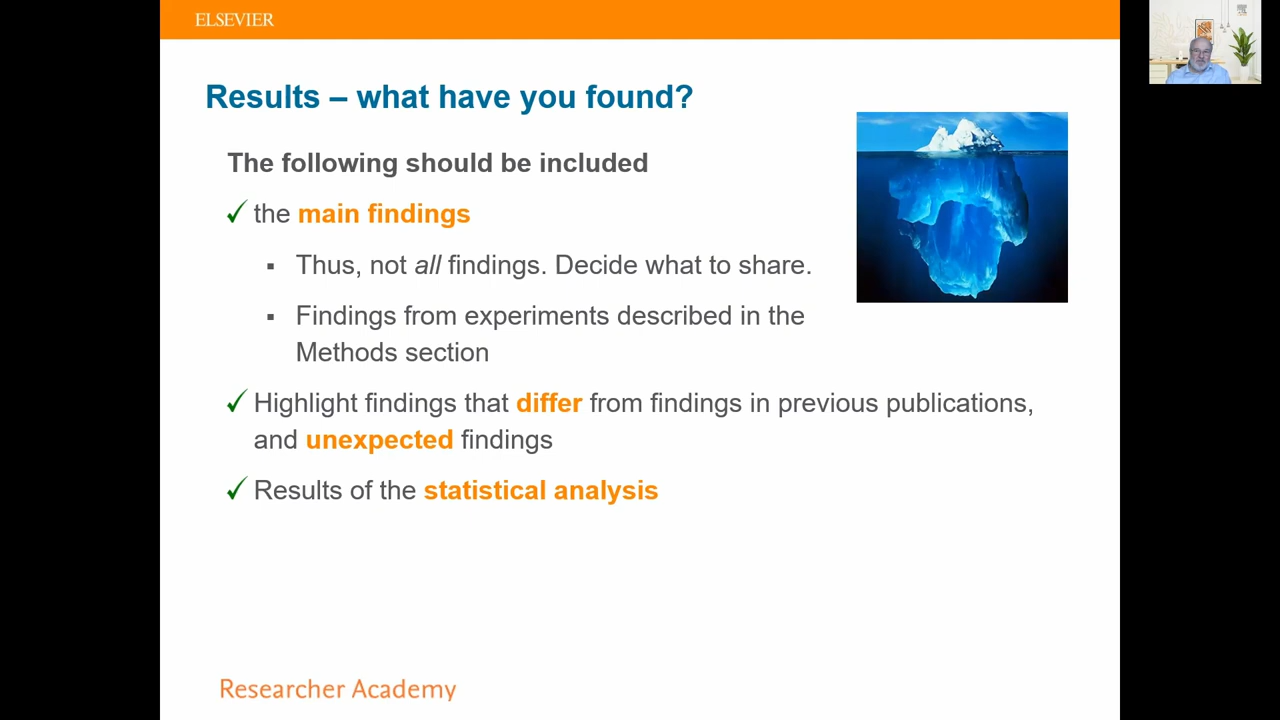 ELSEVIER
Results – what have you found?
The following should be included
✓ the main findings
▪ Thus, not all findings. Decide what to share.
▪ Findings from experiments described in the
Methods section
✓ Highlight findings that differ from findings in previous publications,
and unexpected findings
✓ Results of the statistical analysis
Researcher Academy